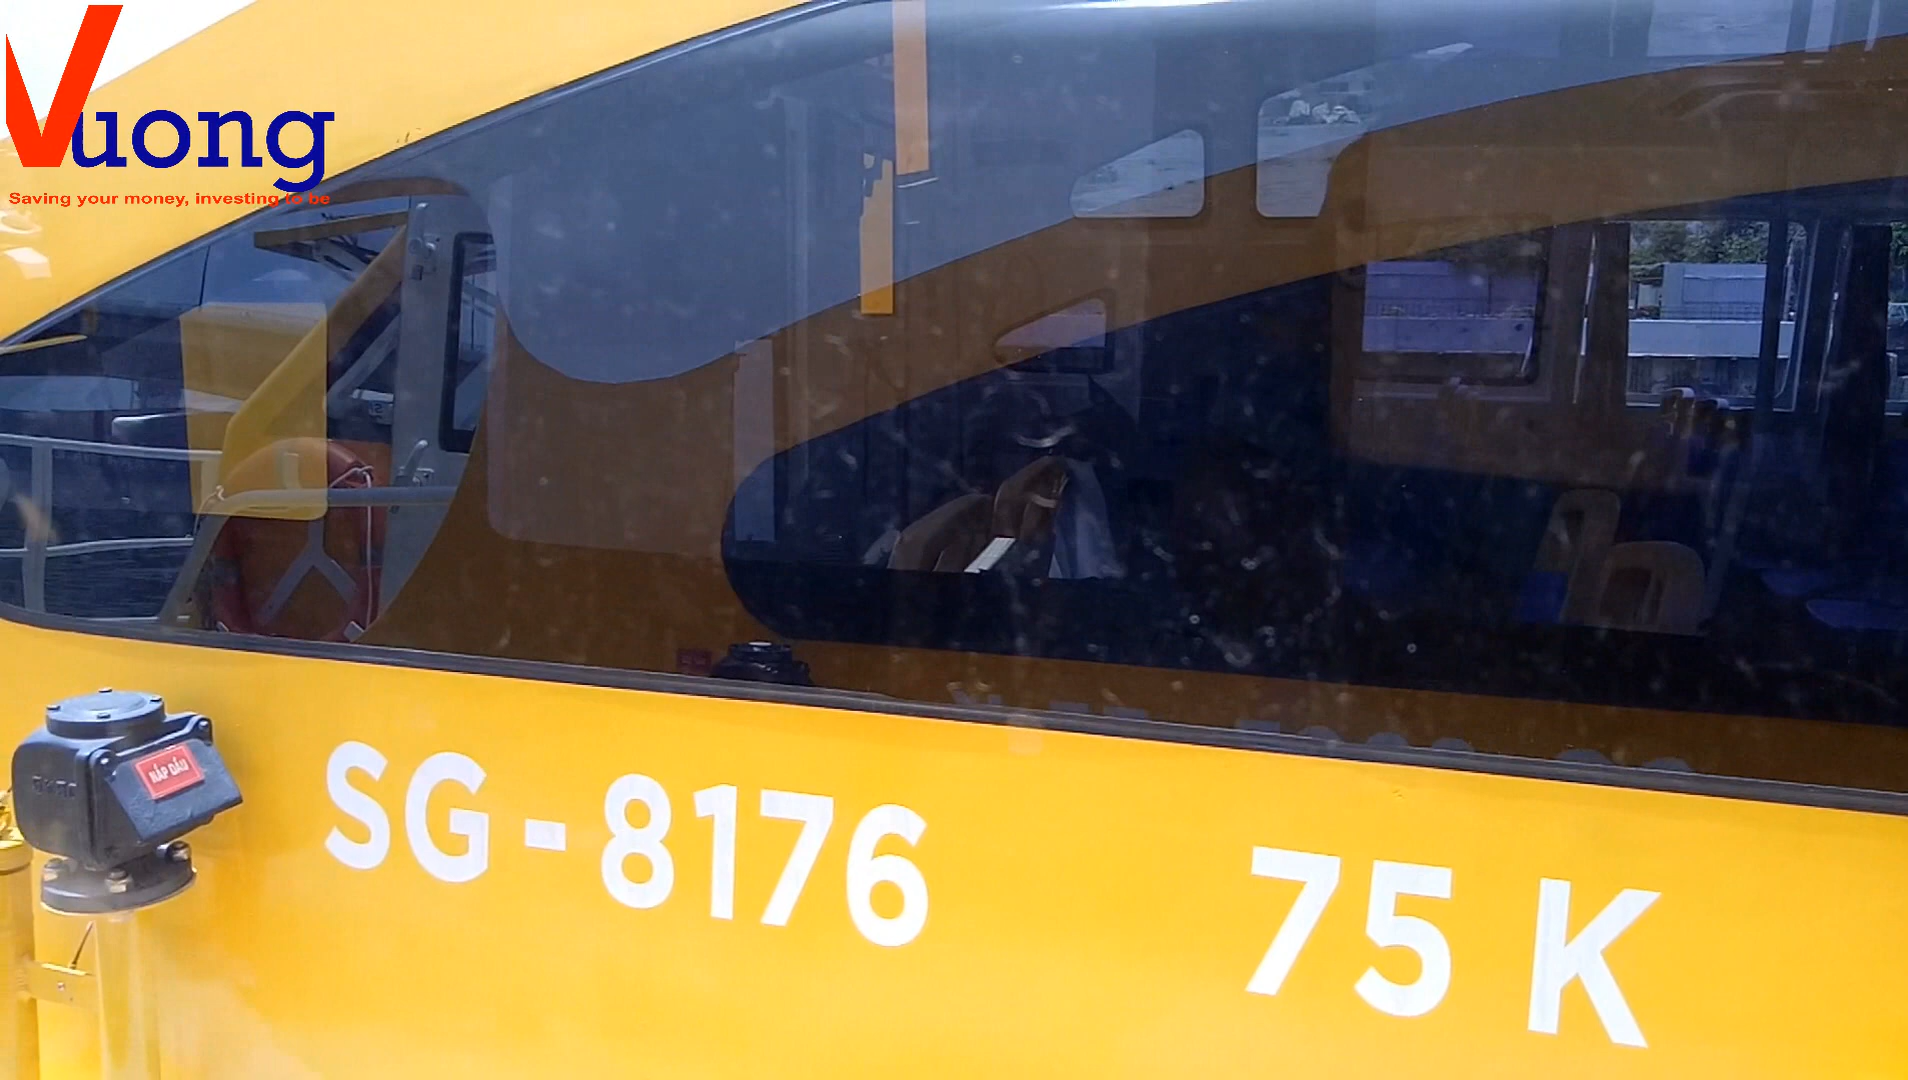 Vuong
Saving your money, investing to be
NẮP DẦU
SG - 8176
75 K